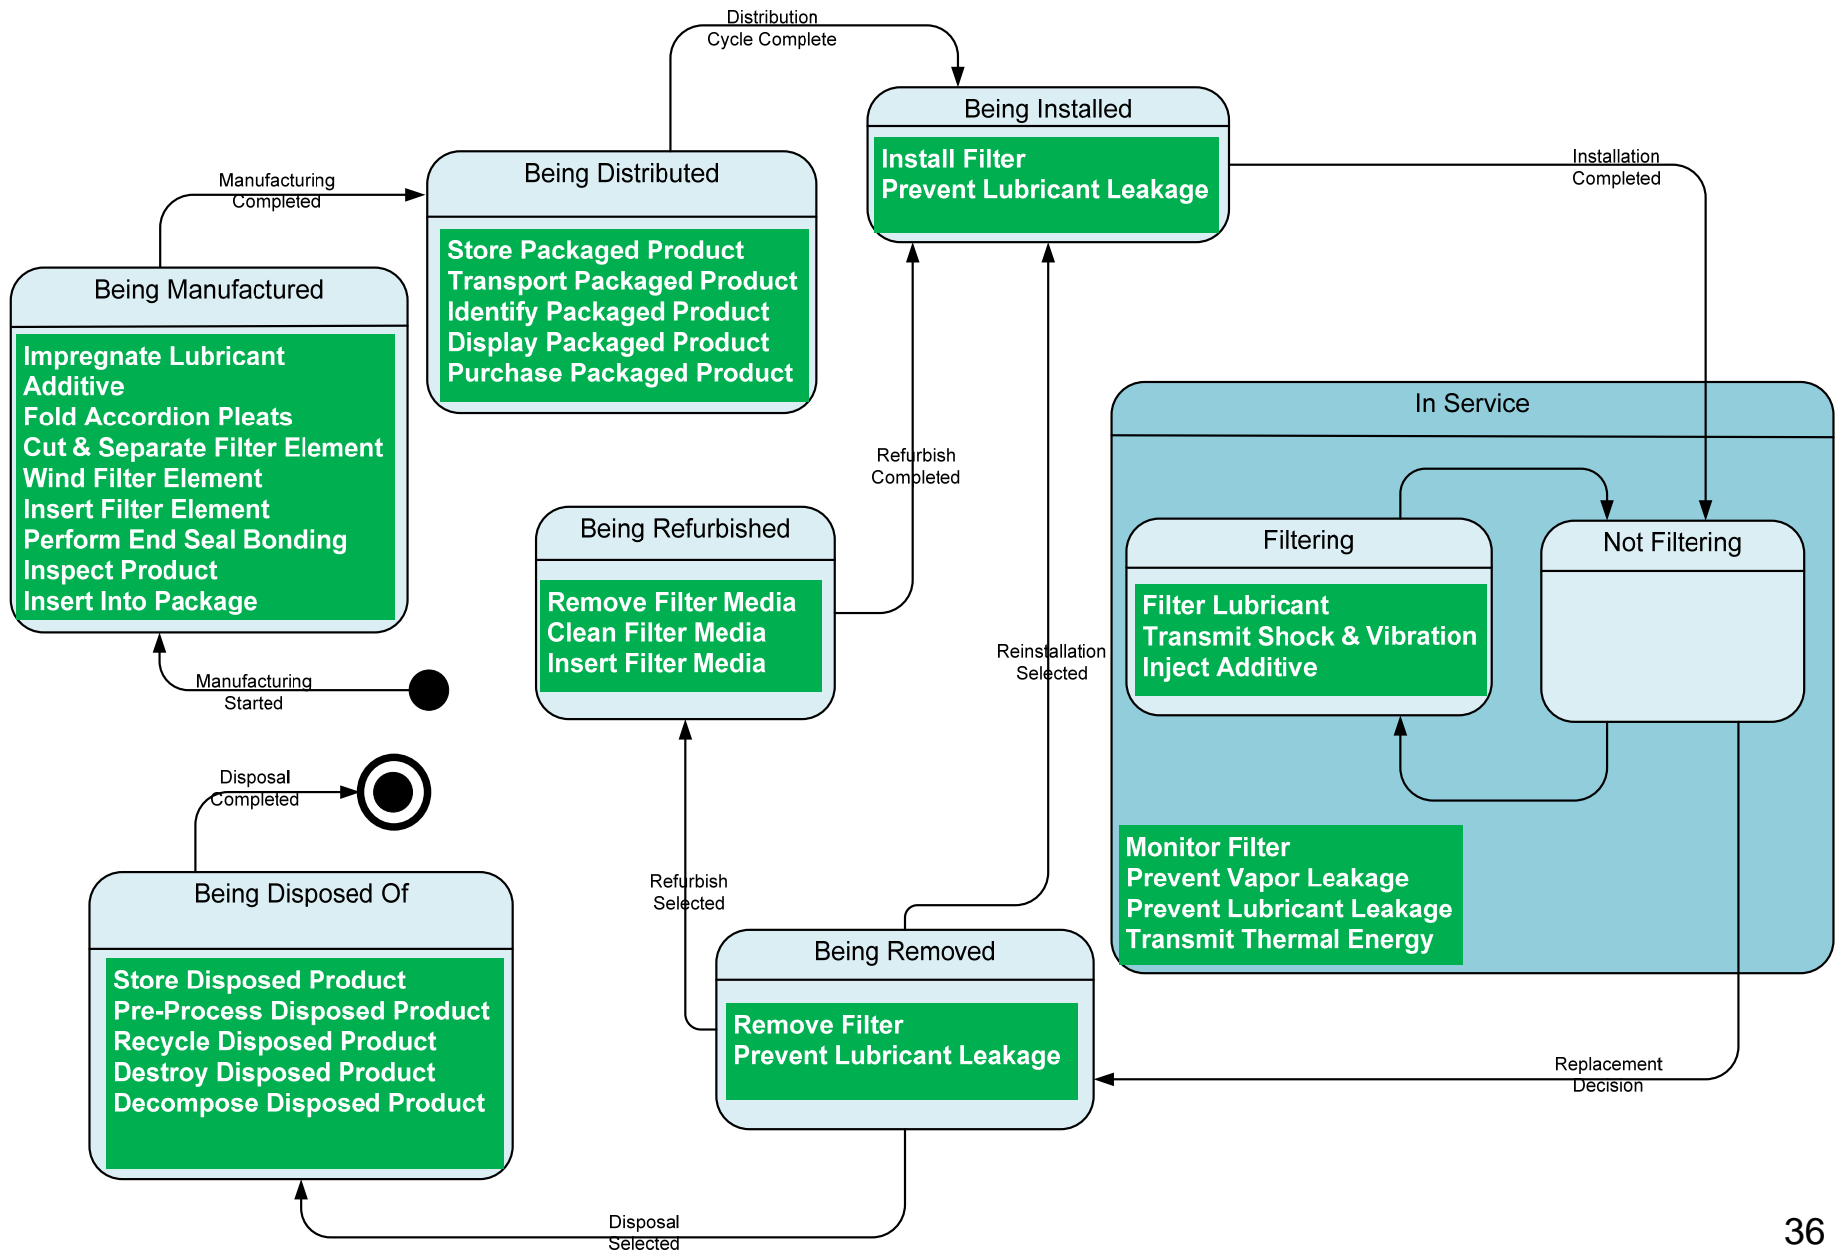 Distribution
Cycle Complete
Being Installed
Install Filter
Prevent Lubricant Leakage
Installation
Completed
Being Distributed
Store Packaged Product
Transport Packaged Product
Identify Packaged Product
Display Packaged Product
Purchase Packaged Product
Manufacturing
Completed
Being Manufactured
Impregnate Lubricant
Additive
Fold Accordion Pleats
Cut & Separate Filter Element
Wind Filter Element
Insert Filter Element
Perform End Seal Bonding
Inspect Product
Insert Into Package
Manufacturing
Started
In Service
Filtering
Filter Lubricant
Transmit Shock & Vibration
Inject Additive
Not Filtering
Monitor Filter
Prevent Vapor Leakage
Prevent Lubricant Leakage
Transmit Thermal Energy
Refurbish
Completed
Being Refurbished
Remove Filter Media
Clean Filter Media
Insert Filter Media
Reinstallation
Selected
Disposal
Completed
Refurbish
Selected
Being Disposed Of
Store Disposed Product
Pre-Process Disposed Product
Recycle Disposed Product
Destroy Disposed Product
Decompose Disposed Product
Being Removed
Remove Filter
Prevent Lubricant Leakage
Replacement
Decision
Disposal
Selected
36